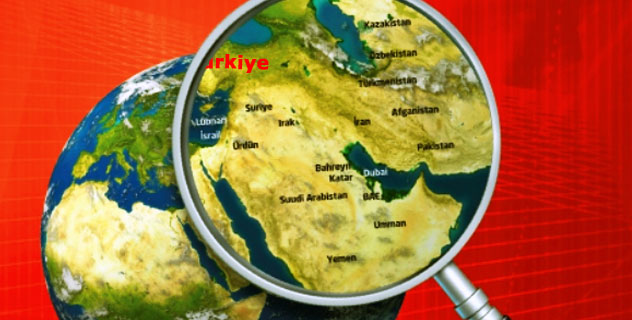 Kazakistan
Özbekistan
ürkiye
Türkmenistan
Suriye
Afganistan
Lübnan
Irak
İran
İsrail
Ürdün
Pakistan
Bahreyn
Katar
Dubai
Suudi Arabistan
BAE
Umman
Yemen